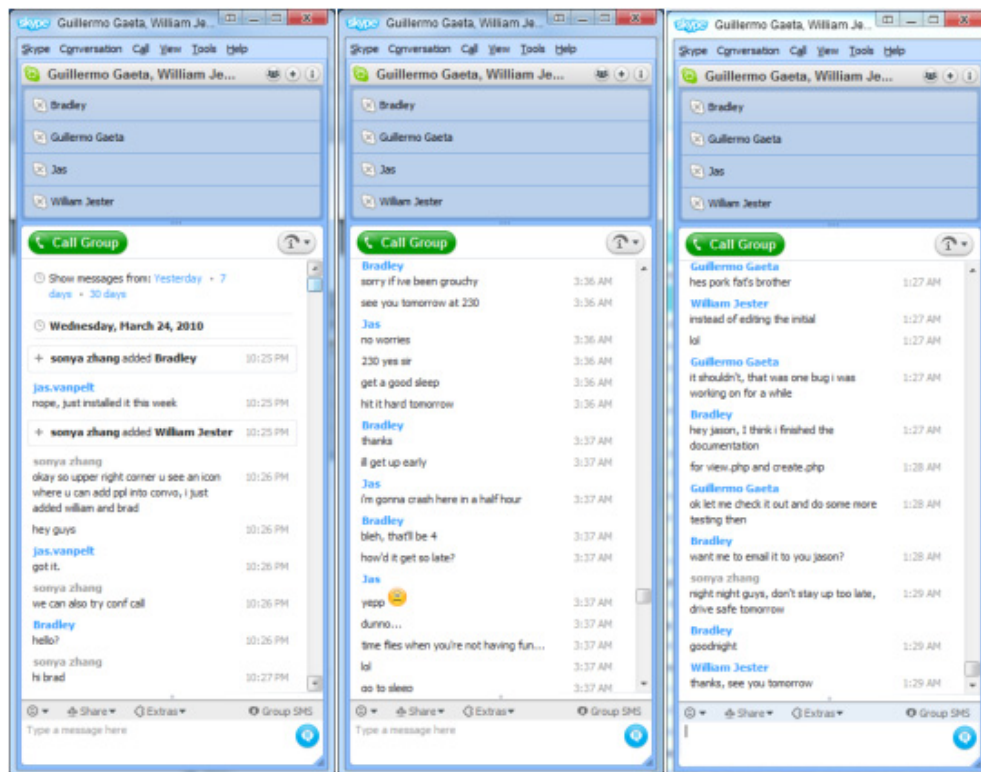 skype Guillermo Gaeta, William Je...
Skype Conversation Call View Tools Help
Guillermo Gaeta, William Je...
Bradley
Guillermo Gaeta
Jas
William Jester
Call Group
Show messages from: Yesterday • 7
days • 30 days
Wednesday, March 24, 2010
+ sonya zhang added Bradley 10:25 PM
jas.vanpelt
nope, just installed it this week 10:25 PM
+ sonya zhang added William Jester 10:25 PM
sonya zhang
okay so upper right corner u see an icon 10:26 PM
where u can add ppl into convo, i just
added william and brad
hey guys 10:26 PM
jas.vanpelt
got it. 10:26 PM
sonya zhang
we can also try conf call 10:26 PM
Bradley
hello? 10:26 PM
sonya zhang
hi brad 10:27 PM
Share Extras Group SMS
Type a message here
skype Guillermo Gaeta, William Je...
Skype Conversation Call View Tools Help
Guillermo Gaeta, William Je...
Bradley
Guillermo Gaeta
Jas
William Jester
Call Group
Bradley
sorry if ive been grouchy 3:36 AM
see you tomorrow at 230 3:36 AM
Jas
no worries 3:36 AM
230 yes sir 3:36 AM
get a good sleep 3:36 AM
hit it hard tomorrow 3:36 AM
Bradley
thanks 3:37 AM
ill get up early 3:37 AM
Jas
i'm gonna crash here in a half hour 3:37 AM
Bradley
bleh, that'll be 4 3:37 AM
how'd it get so late? 3:37 AM
Jas
yepp 3:37 AM
dunno... 3:37 AM
time flies when you're not having fun... 3:37 AM
lol 3:37 AM
go to sleep 3:37 AM
Share Extras Group SMS
Type a message here
skype Guillermo Gaeta, William Je...
Skype Conversation Call View Tools Help
Guillermo Gaeta, William Je...
Bradley
Guillermo Gaeta
Jas
William Jester
Call Group
Guillermo Gaeta
hes pork fat's brother 1:27 AM
William Jester
instead of editing the initial 1:27 AM
lol 1:27 AM
Guillermo Gaeta
it shouldn't, that was one bug i was 1:27 AM
working on for a while
Bradley
hey jason, I think i finished the 1:27 AM
documentation
for view.php and create.php 1:28 AM
Guillermo Gaeta
ok let me check it out and do some more 1:28 AM
testing then
Bradley
want me to email it to you jason? 1:28 AM
sonya zhang
night night guys, don't stay up too late, 1:29 AM
drive safe tomorrow
Bradley
goodnight 1:29 AM
William Jester
thanks, see you tomorrow 1:29 AM
Share Extras Group SMS